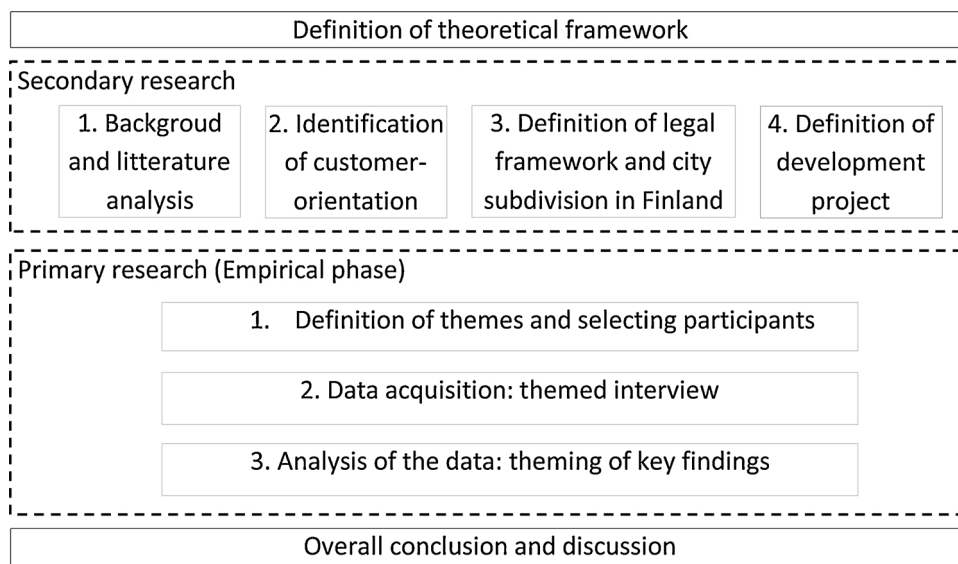 Definition of theoretical framework
Secondary research
1. Backgroud
and litterature
analysis
2. Identification
of customer-
orientation
3. Definition of legal
framework and city
subdivision in Finland
4. Definition of
development
project
Primary research (Empirical phase)
1. Definition of themes and selecting participants
2. Data acquisition: themed interview
3. Analysis of the data: theming of key findings
Overall conclusion and discussion